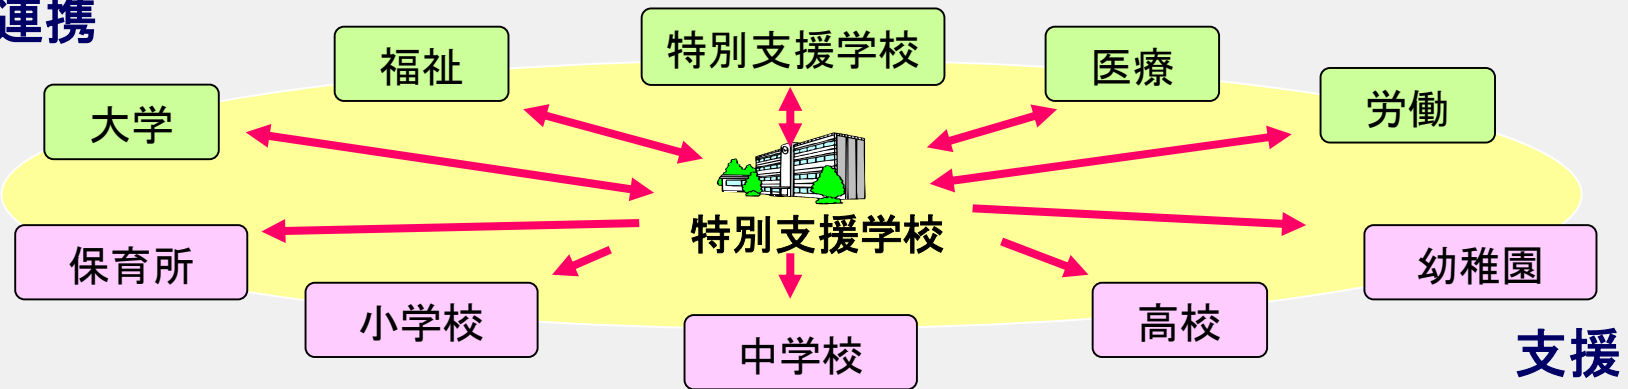 連携
福祉
特別支援学校
医療
大学
労働
特別支援学校
保育所
幼稚園
小学校
中学校
高校
支援